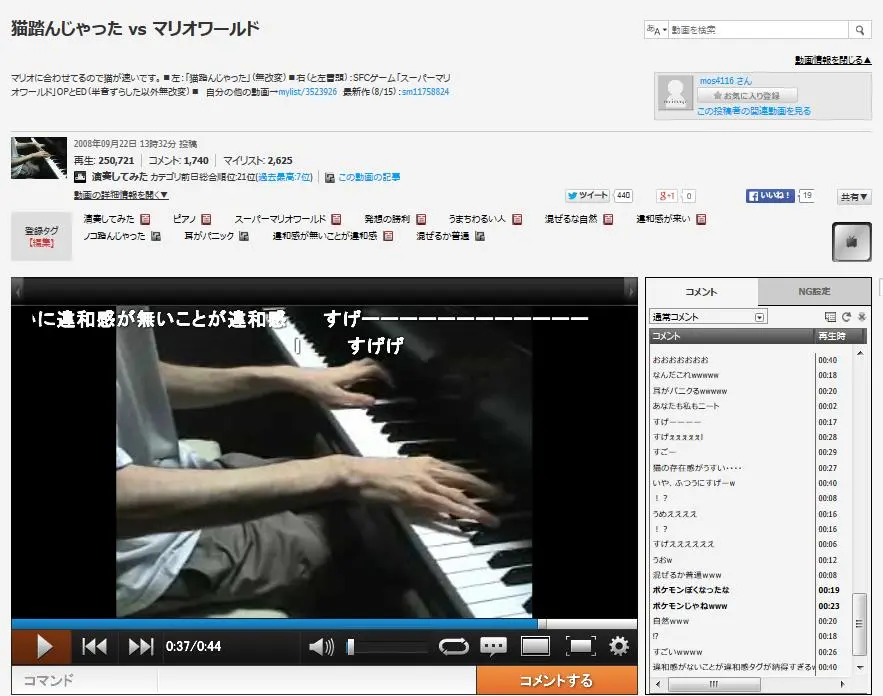 猫踏んじゃった vs マリオワールド
あA 動画を検索
動画情報を閉じる▲
マリオに合わせてるので猫が速いです。 ■左:「猫踏んじゃった」(無改変) ■右(と左冒頭):SFCゲーム「スーパーマリ
オワールド」OPとED(半音ずらした以外無改変) ■ 自分の他の動画→mylist/3523926 最新作(8/15):sm11758824
mos4116 さん
★お気に入り登録
この投稿者の関連動画を見る
2008年09月22日 13時32分 投稿
再生: 250,721 | コメント: 1,740 | マイリスト: 2,625
演奏してみた カテゴリ前日総合順位:21位(過去最高:7位) | この動画の記事
動画の詳細情報を開く▼
ツイート 440
g+1 0
いいね! 19
共有▼
登録タグ
【編集】
演奏してみた 百 ピアノ 百 スーパーマリオワールド 百 発想の勝利 百 うまちわるい人 百 混ぜるな自然 百 違和感が来い 百
ノコ踏んじゃった 耳がパニック 違和感が無いことが違和感 百 混ぜるか普通
いに違和感が無いことが違和感 すげーーーーーーーーーーーーー
すげげ
コメント NG設定
通常コメント
コメント 再生時
おおおおおおお 00:40
なんだこれwwwww 00:18
耳がパニクるwwwww 00:20
あなたも私もニート 00:02
すげーーーー 00:17
すげぇぇぇぇぇ! 00:28
すごー 00:29
猫の存在感がうすい・・・・ 00:27
いや、ふつうにすげーw 00:40
！？ 00:08
うめえええええ 00:16
！？ 00:16
すげええええええ 00:06
うおw 00:12
混ぜるか普通www 00:08
ポケモンぽくなったな 00:19
ポケモンじゃねwww 00:23
自然www 00:20
!? 00:18
すごいwwww 00:26
違和感がないことが違和感タグが納得すぎるw 00:40
0:37/0:44
コマンド
コメントする